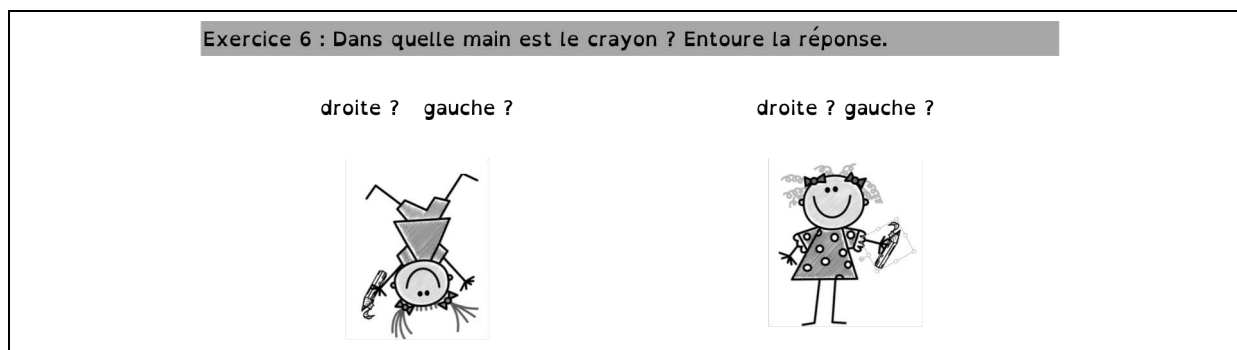 Exercice 6 : Dans quelle main est le crayon ? Entoure la réponse.
droite ? gauche ?
droite ? gauche ?